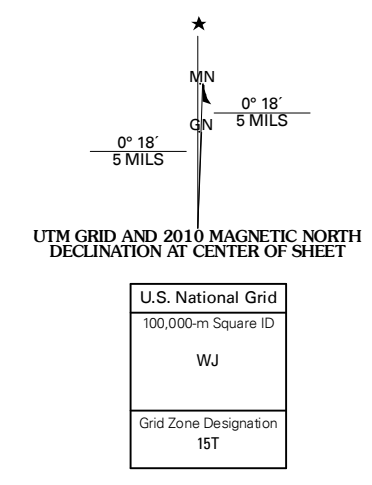 ★
MN
0° 18´
5 MILS
GN
0° 18´
5 MILS
UTM GRID AND 2010 MAGNETIC NORTH
DECLINATION AT CENTER OF SHEET
U.S. National Grid
100,000-m Square ID
WJ
Grid Zone Designation
15T